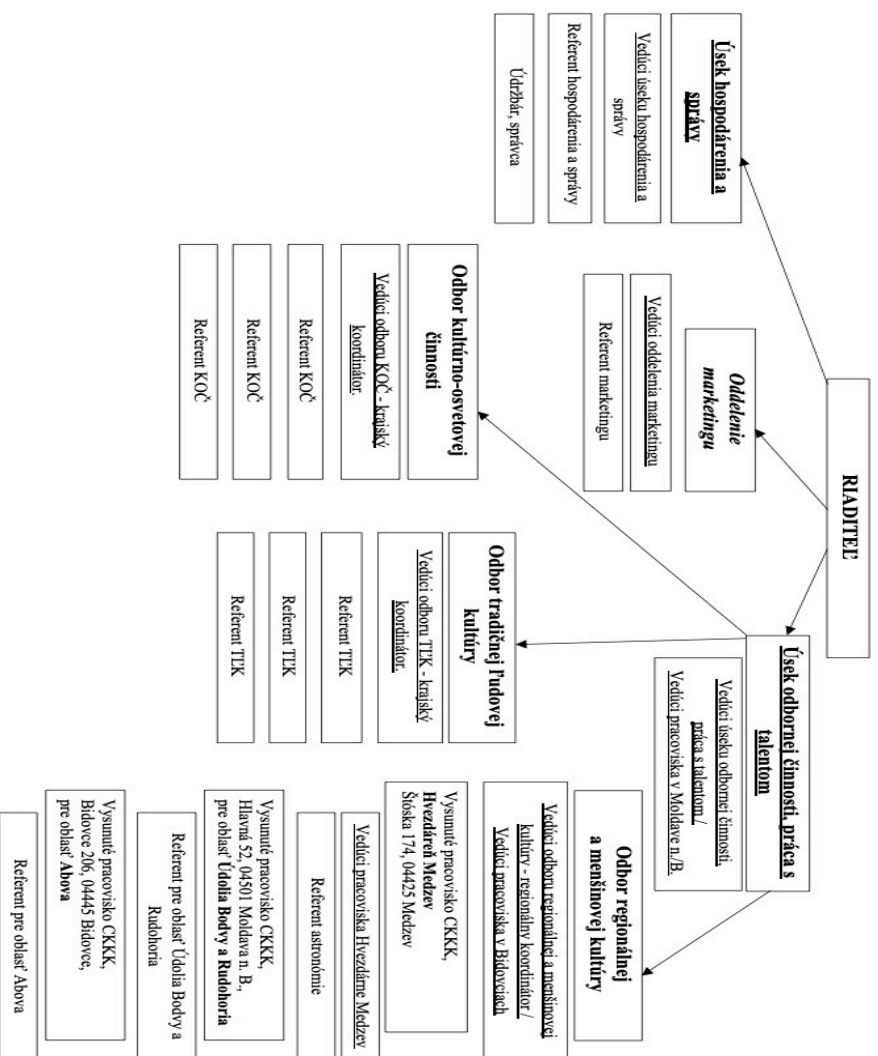 RIADITEĽ
Úsek hospodárenia a
správy
Vedúci úseku hospodárenia a
správy
Referent hospodárenia a správy
Údržbár, správca
Oddelenie
marketingu
Vedúci oddelenia marketingu
Referent marketingu
Úsek odbornej činnosti, práca s
talentom
Vedúci úseku odbornej činnosti,
práca s talentom /
Vedúci pracoviska v Moldave n./B.
Odbor kultúrno-osvetovej
činnosti
Vedúci odboru KOČ - krajský
koordinátor.
Referent KOČ
Referent KOČ
Referent KOČ
Odbor tradičnej ľudovej
kultúry
Vedúci odboru TĽK - krajský
koordinátor.
Referent TĽK
Referent TĽK
Referent TĽK
Odbor regionálnej
a menšinovej kultúry
Vedúci odboru regionálnej a menšinovej
kultúry - regionálny koordinátor /
Vedúci pracoviska v Bidovciach
Vysunuté pracovisko CKKK,
Hvezdáreň Medzev
Štóska 174, 04425 Medzev
Vedúci pracoviska Hvezdárne Medzev
Referent astronómie
Vysunuté pracovisko CKKK,
Hlavná 52, 04501 Moldava n. B.,
pre oblasť Údolia Bodvy a Rudohoria
Referent pre oblasť Údolia Bodvy a
Rudohoria
Vysunuté pracovisko CKKK,
Bidovce 206, 04445 Bidovce,
pre oblasť Abova
Referent pre oblasť Abova